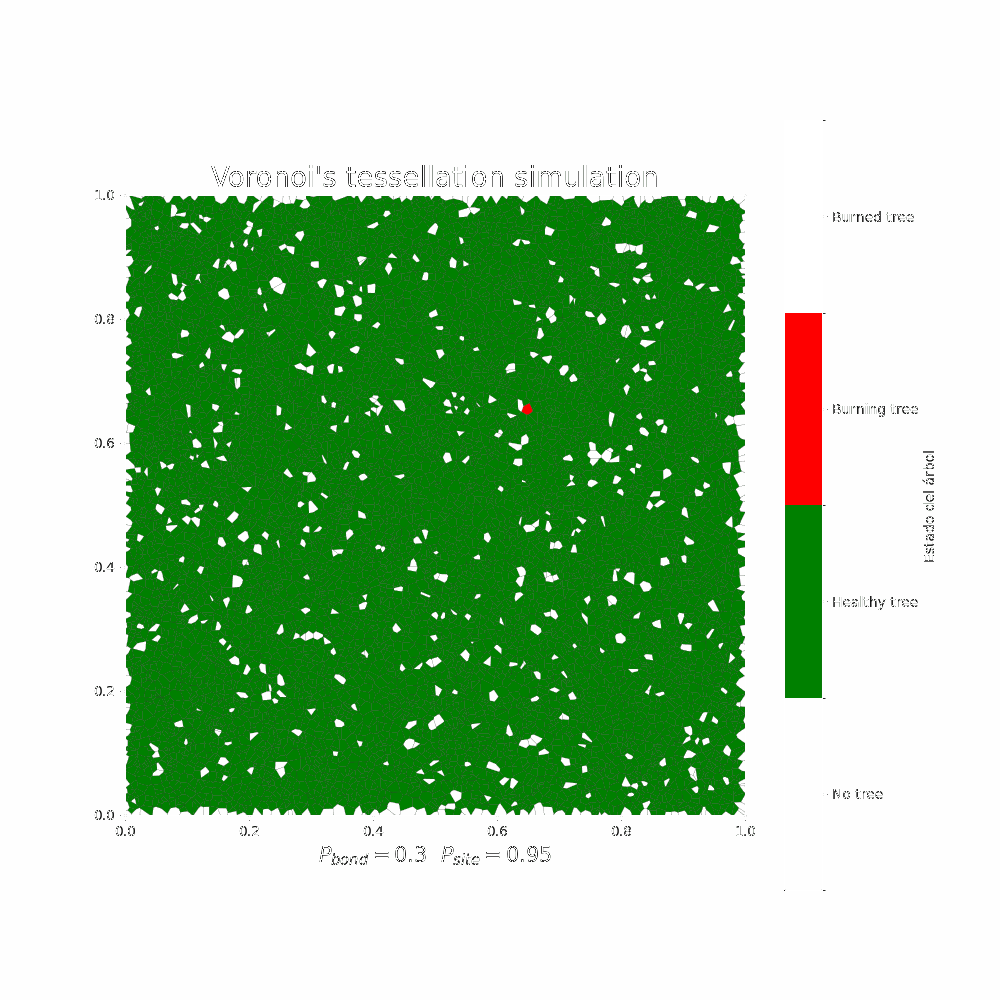 Voronoi's tessellation simulation
1.0
0.8
0.6
0.4
0.2
0.0
0.0 0.2 0.4 0.6 0.8 1.0
P_bond = 0.3 P_site = 0.95
Burned tree
Burning tree
Healthy tree
No tree
Estado del árbol